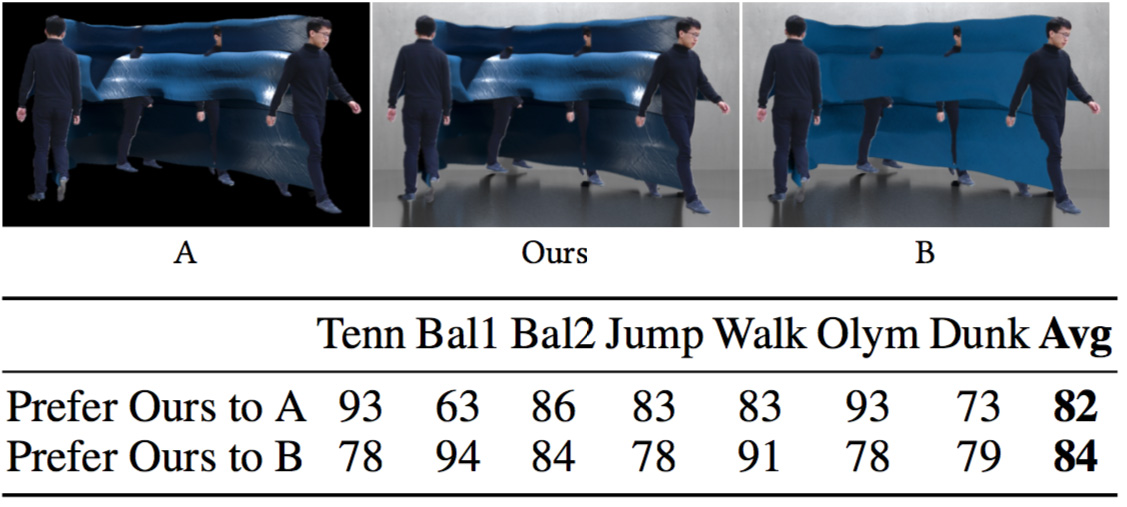 A Ours B
Tenn Bal1 Bal2 Jump Walk Olym Dunk Avg
Prefer Ours to A 93 63 86 83 83 93 73 82
Prefer Ours to B 78 94 84 78 91 78 79 84